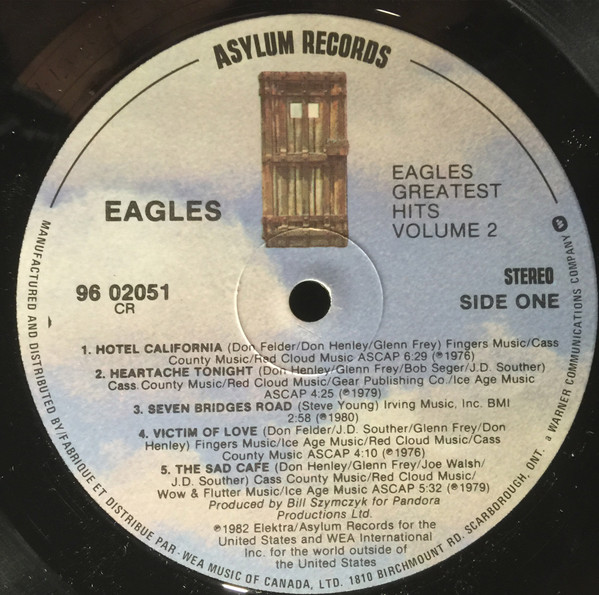 ASYLUM RECORDS
EAGLES
EAGLES
GREATEST
HITS
VOLUME 2
96 02051
CR
STEREO
SIDE ONE
1. HOTEL CALIFORNIA (Don Felder/Don Henley/Glenn Frey) Fingers Music/Cass
County Music/Red Cloud Music ASCAP 6:29 (℗1976)
2. HEARTACHE TONIGHT (Don Henley/Glenn Frey/Bob Seger/J.D. Souther)
Cass County Music/Red Cloud Music/Gear Publishing Co./Ice Age Music
ASCAP 4:25 (℗1979)
3. SEVEN BRIDGES ROAD (Steve Young) Irving Music, Inc. BMI
2:58 (℗1980)
4. VICTIM OF LOVE (Don Felder/J.D. Souther/Glenn Frey/Don
Henley) Fingers Music/Ice Age Music/Red Cloud Music/Cass
County Music ASCAP 4:10 (℗1976)
5. THE SAD CAFE (Don Henley/Glenn Frey/Joe Walsh/
J.D. Souther) Cass County Music/Red Cloud Music/
Wow & Flutter Music/Ice Age Music ASCAP 5:32 (℗1979)
Produced by Bill Szymczyk for Pandora
Productions Ltd.
℗1982 Elektra/Asylum Records for the
United States and WEA International
Inc. for the world outside of
the United States
MANUFACTURED AND DISTRIBUTED BY/FABRIQUE ET DISTRIBUE PAR - WEA MUSIC OF CANADA, LTD. 1810 BIRCHMOUNT RD. SCARBOROUGH, ONT. a WARNER COMMUNICATIONS COMPANY